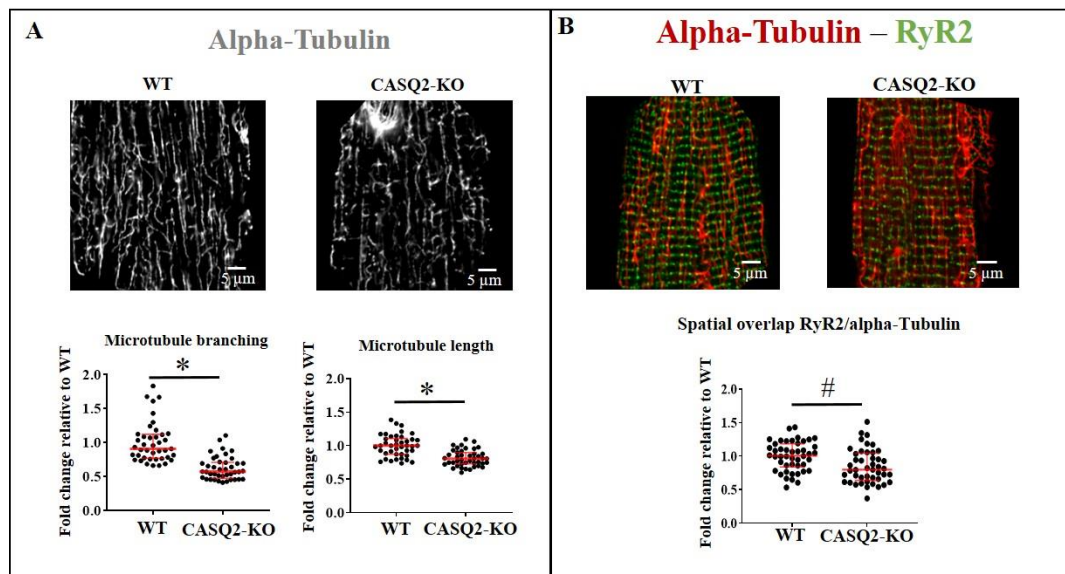 A
Alpha-Tubulin
WT
CASQ2-KO
5 µm
5 µm
Microtubule branching
Fold change relative to WT
2.0
1.5
1.0
0.5
0.0
*
WT
CASQ2-KO
Microtubule length
Fold change relative to WT
2.0
1.5
1.0
0.5
0.0
*
WT
CASQ2-KO
B
Alpha-Tubulin – RyR2
WT
CASQ2-KO
5 µm
5 µm
Spatial overlap RyR2/alpha-Tubulin
Fold change relative to WT
2.0
1.5
1.0
0.5
0.0
#
WT
CASQ2-KO